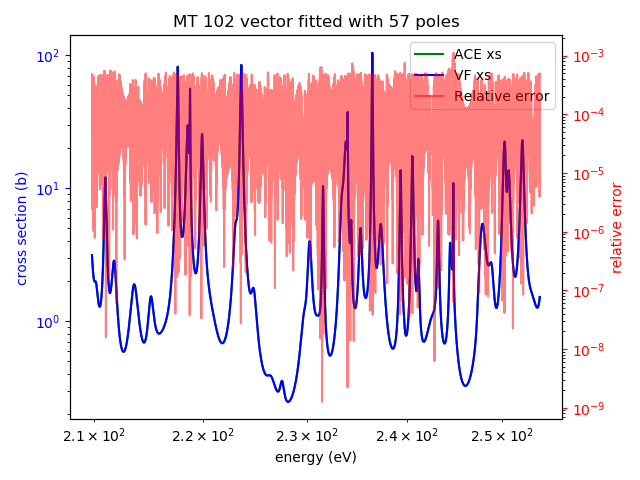 MT 102 vector fitted with 57 poles
ACE xs
VF xs
Relative error
cross section (b)
10²
10¹
10⁰
relative error
10⁻³
10⁻⁴
10⁻⁵
10⁻⁶
10⁻⁷
10⁻⁸
10⁻⁹
2.1 × 10² 2.2 × 10² 2.3 × 10² 2.4 × 10² 2.5 × 10²
energy (eV)